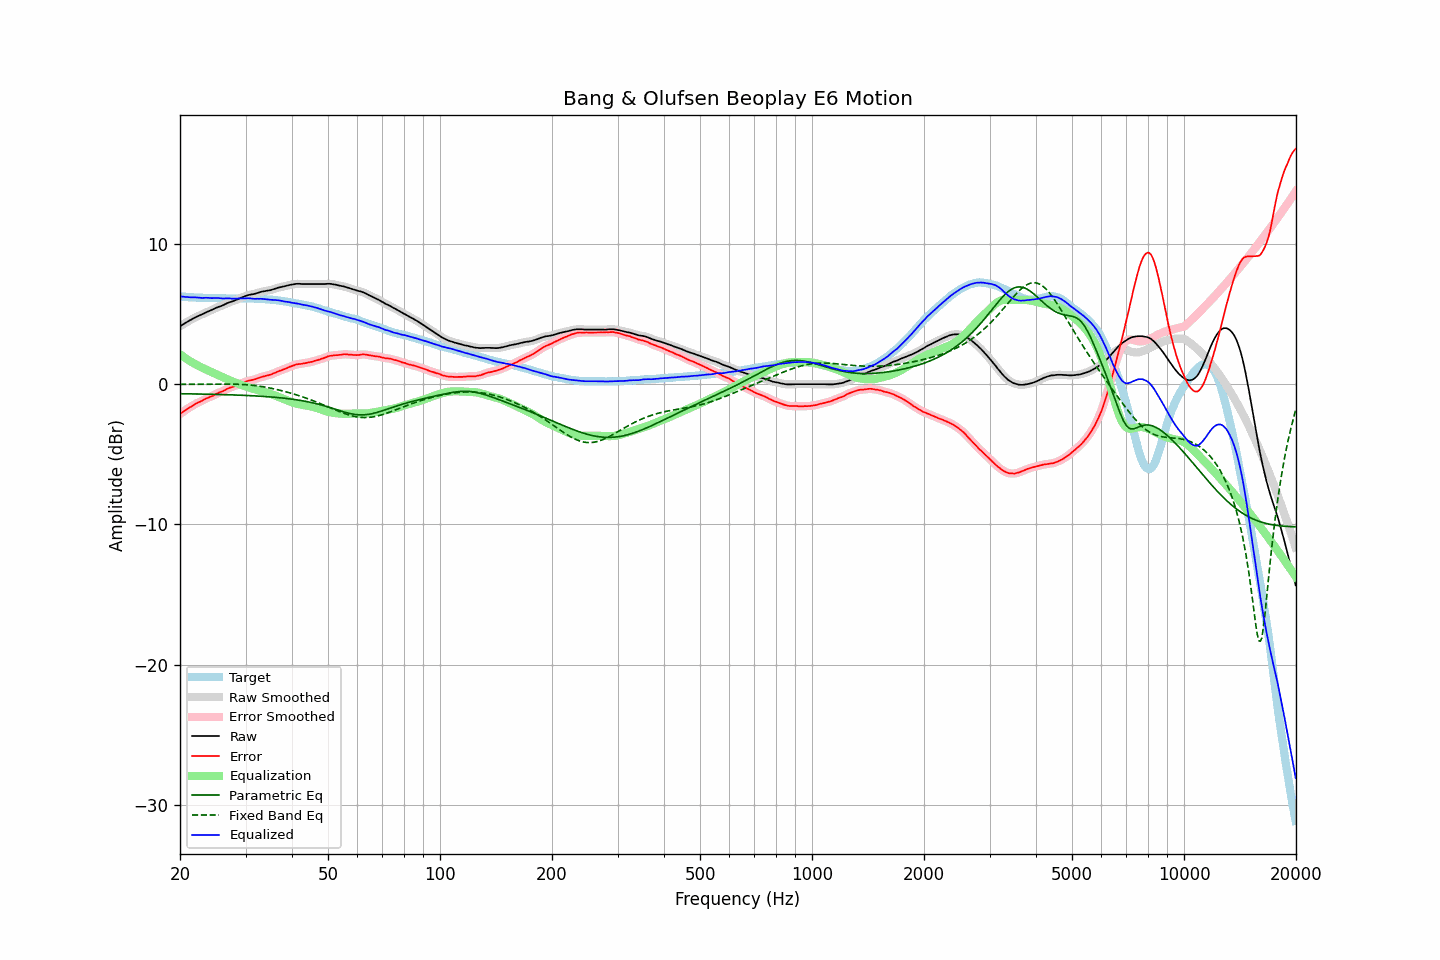 Bang & Olufsen Beoplay E6 Motion
Amplitude (dBr)
10
0
−10
−20
−30
Target
Raw Smoothed
Error Smoothed
Raw
Error
Equalization
Parametric Eq
Fixed Band Eq
Equalized
20 50 100 200 500 1000 2000 5000 10000 20000
Frequency (Hz)